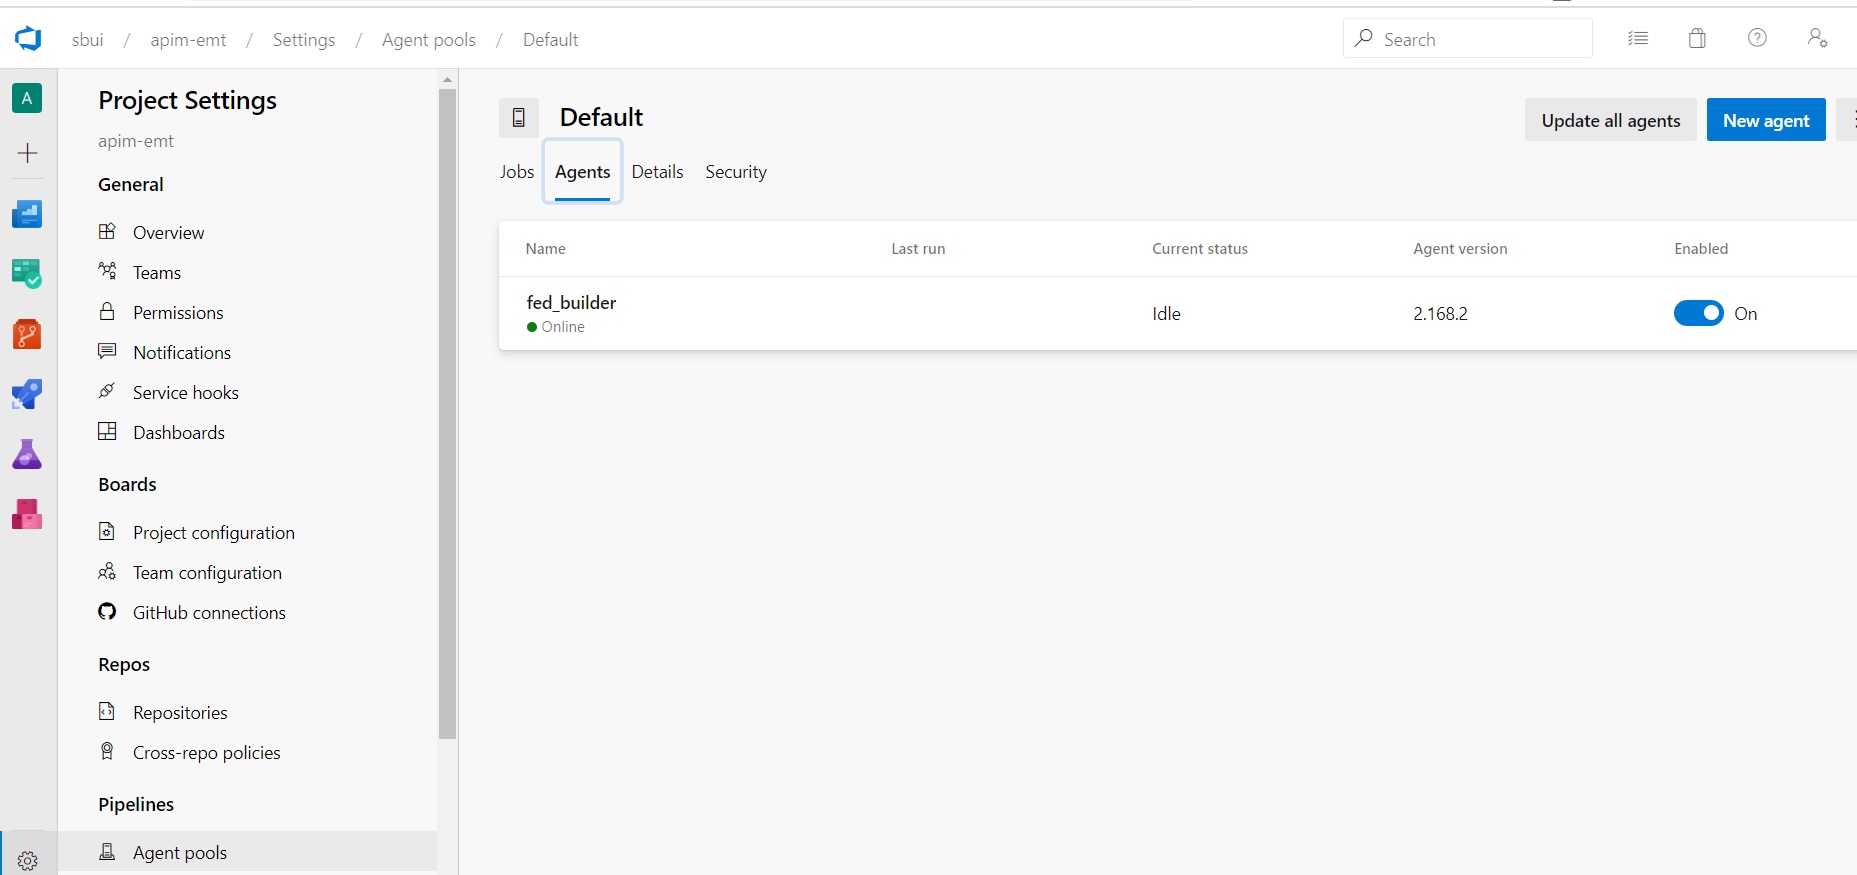 sbui / apim-emt / Settings / Agent pools / Default
Search
A
Project Settings
apim-emt
General
Overview
Teams
Permissions
Notifications
Service hooks
Dashboards
Boards
Project configuration
Team configuration
GitHub connections
Repos
Repositories
Cross-repo policies
Pipelines
Agent pools
Default
Update all agents
New agent
Jobs Agents Details Security
Name Last run Current status Agent version Enabled
fed_builder
Online
Idle 2.168.2 On